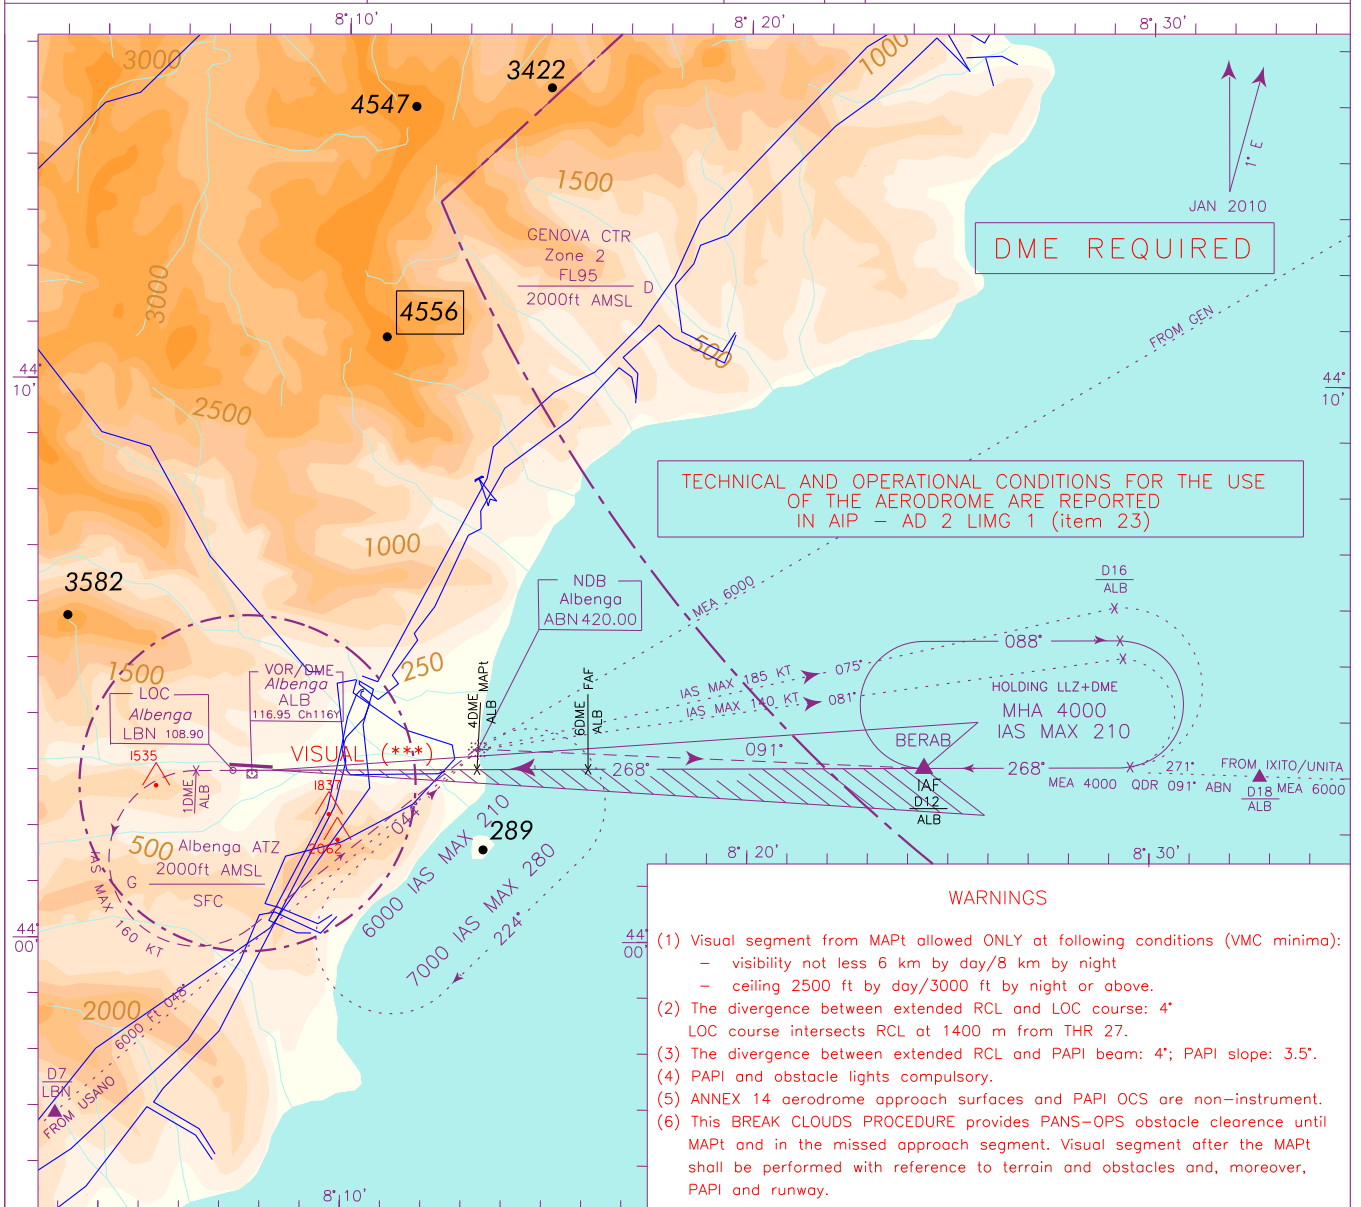 8°10'
8°20'
8°30'
3000
3422
4547
1000
1° E
JAN 2010
1500
GENOVA CTR
Zone 2
FL95
2000ft AMSL
D
DME REQUIRED
3000
4556
500
FROM GEN
44°
10'
44°
10'
2500
TECHNICAL AND OPERATIONAL CONDITIONS FOR THE USE
OF THE AERODROME ARE REPORTED
IN AIP – AD 2 LIMG 1 (item 23)
1000
3582
NDB
Albenga
ABN 420.00
MEA 6000
D16
ALB
088°
1500
250
VOR/DME
Albenga
ALB
116.95 Ch116Y
LOC
Albenga
LBN 108.90
4DME
ALB
MAPt
6DME
ALB
FAF
IAS MAX 185 KT
075°
IAS MAX 140 KT
081°
HOLDING LLZ+DME
MHA 4000
IAS MAX 210
BERAB
VISUAL (***)
1535
091°
268°
268°
271°
FROM IXITO/UNITA
MEA 4000 QDR 091° ABN
MEA 6000
D18
ALB
IAF
D12
ALB
1DME
ALB
044°
289
500
Albenga ATZ
2000ft AMSL
G
SFC
6000 IAS MAX 210
7000 IAS MAX 280
224°
IAS MAX 160 KT
8°20'
8°30'
44°
00'
44°
00'
WARNINGS
(1) Visual segment from MAPt allowed ONLY at following conditions (VMC minima):
– visibility not less 6 km by day/8 km by night
– ceiling 2500 ft by day/3000 ft by night or above.
(2) The divergence between extended RCL and LOC course: 4°
LOC course intersects RCL at 1400 m from THR 27.
(3) The divergence between extended RCL and PAPI beam: 4°; PAPI slope: 3.5°.
(4) PAPI and obstacle lights compulsory.
(5) ANNEX 14 aerodrome approach surfaces and PAPI OCS are non–instrument.
(6) This BREAK CLOUDS PROCEDURE provides PANS–OPS obstacle clearence until
MAPt and in the missed approach segment. Visual segment after the MAPt
shall be performed with reference to terrain and obstacles and, moreover,
PAPI and runway.
2000
6000 Ft 048°
D7
LBN
FROM USANO
8°10'